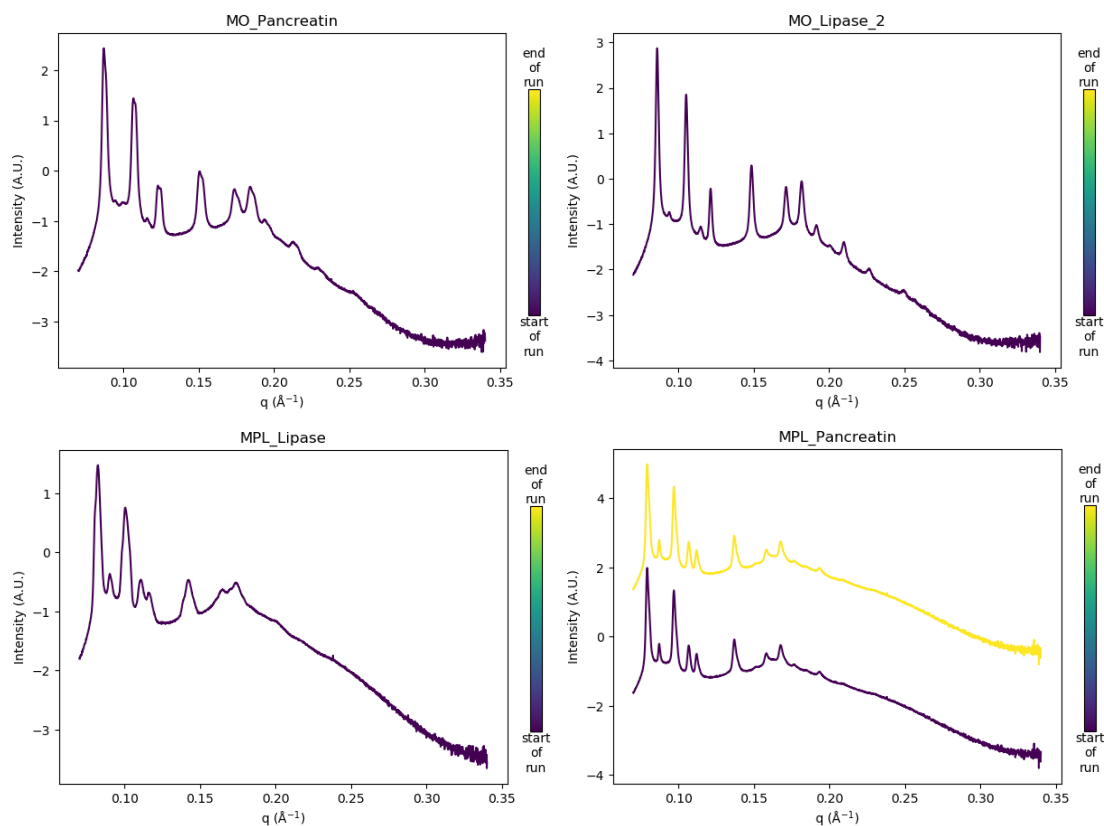 MO_Pancreatin
2
1
0
−1
−2
−3
Intensity (A.U.)
0.10 0.15 0.20 0.25 0.30 0.35
q (Å⁻¹)
end
of
run
start
of
run
MO_Lipase_2
3
2
1
0
−1
−2
−3
−4
Intensity (A.U.)
0.10 0.15 0.20 0.25 0.30 0.35
q (Å⁻¹)
end
of
run
start
of
run
MPL_Lipase
1
0
−1
−2
−3
Intensity (A.U.)
0.10 0.15 0.20 0.25 0.30 0.35
q (Å⁻¹)
end
of
run
start
of
run
MPL_Pancreatin
4
2
0
−2
−4
Intensity (A.U.)
0.10 0.15 0.20 0.25 0.30 0.35
q (Å⁻¹)
end
of
run
start
of
run